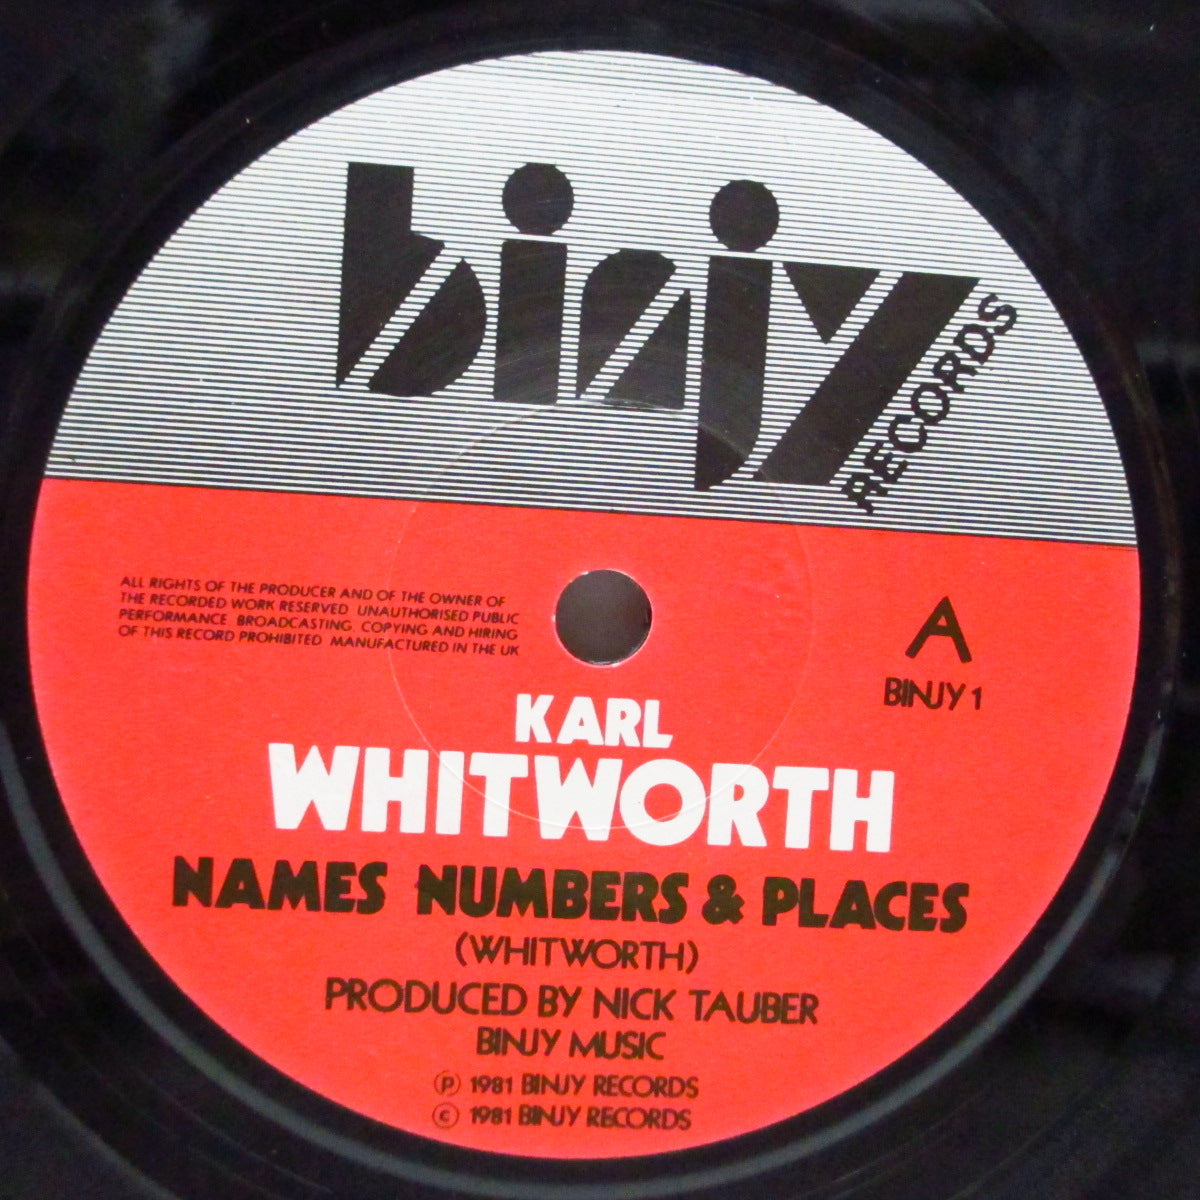 binjy
RECORDS
ALL RIGHTS OF THE PRODUCER AND OF THE OWNER OF
THE RECORDED WORK RESERVED UNAUTHORISED PUBLIC
PERFORMANCE BROADCASTING, COPYING AND HIRING
OF THIS RECORD PROHIBITED MANUFACTURED IN THE UK
A
BINJY 1
KARL
WHITWORTH
NAMES NUMBERS & PLACES
(WHITWORTH)
PRODUCED BY NICK TAUBER
BINJY MUSIC
℗ 1981 BINJY RECORDS
© 1981 BINJY RECORDS